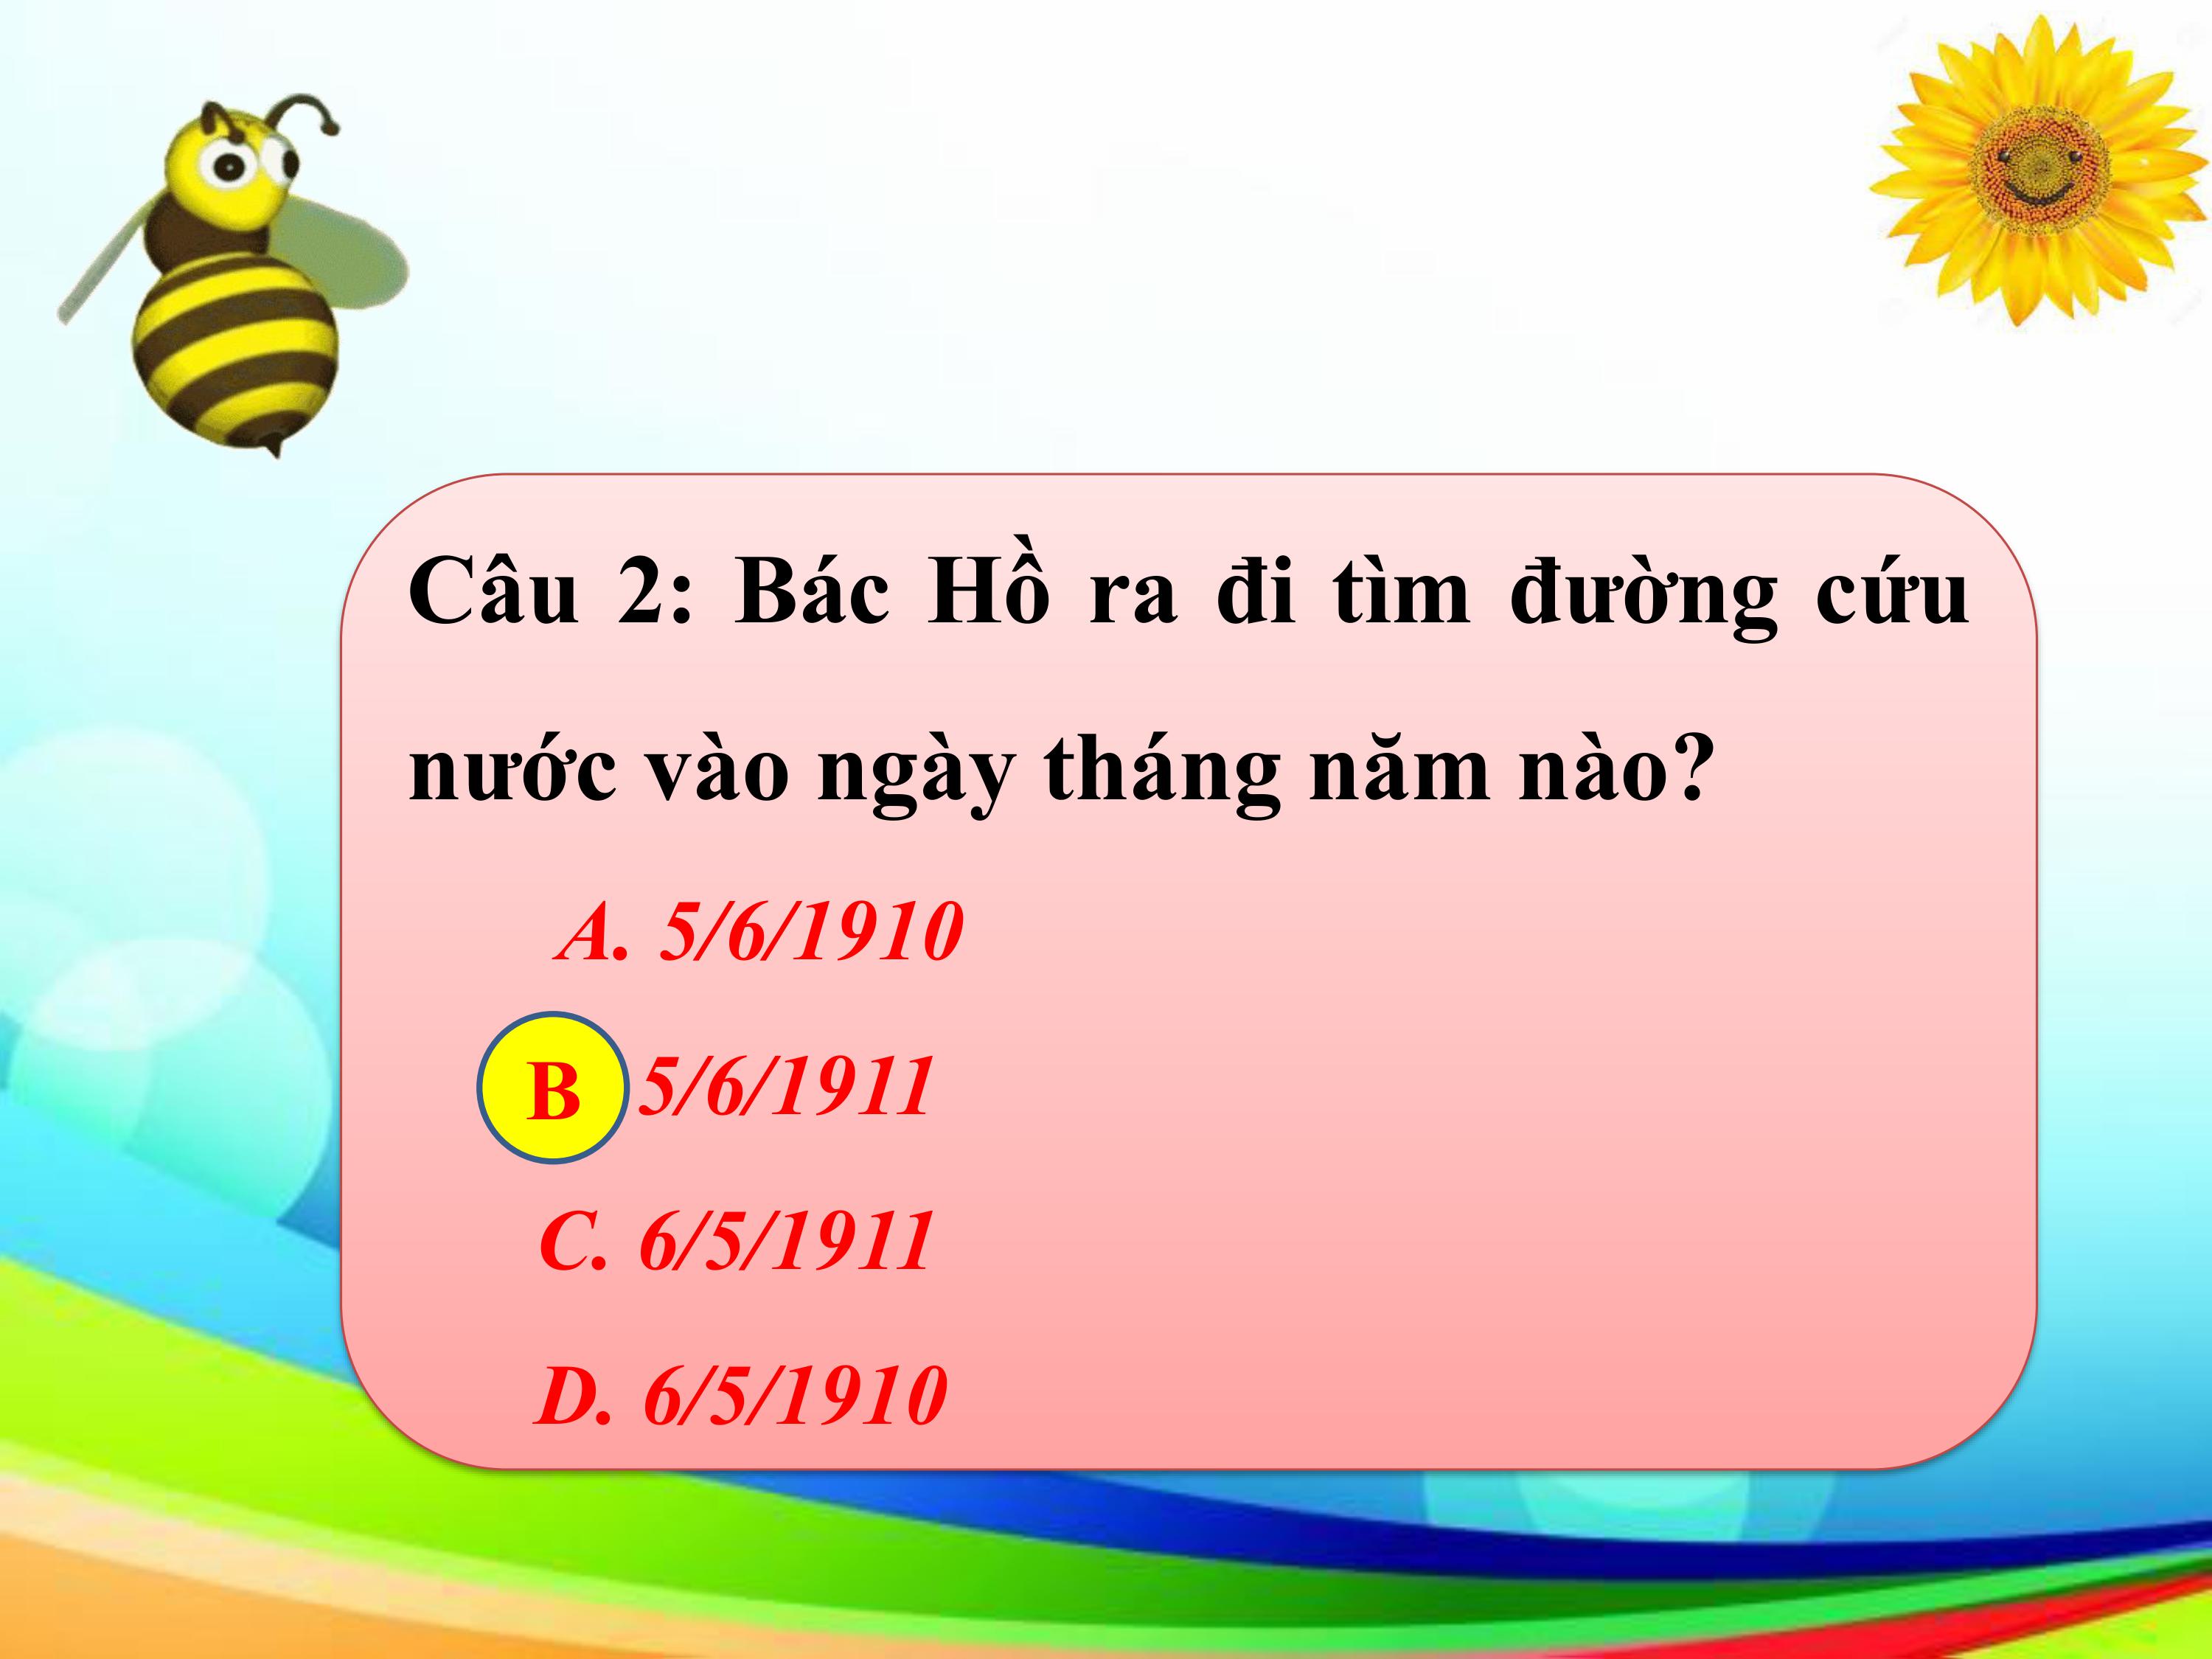 Câu 2: Bác Hồ ra đi tìm đường cứu
nước vào ngày tháng năm nào?
A. 5/6/1910
B 5/6/1911
C. 6/5/1911
D. 6/5/1910